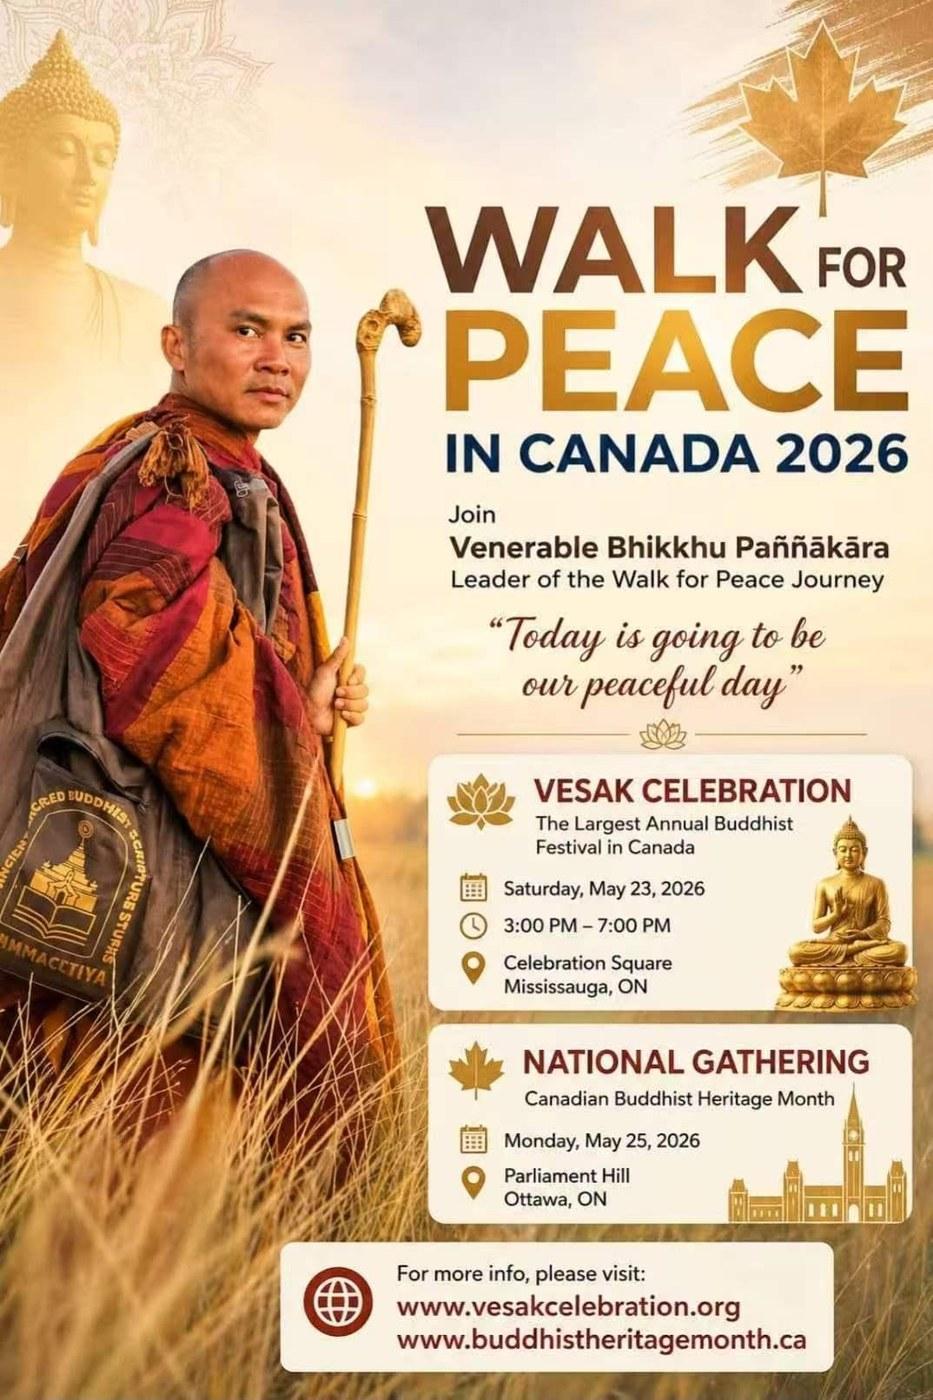 WALK FOR
PEACE
IN CANADA 2026
Join
Venerable Bhikkhu Paññākāra
Leader of the Walk for Peace Journey
“Today is going to be
our peaceful day”
VESAK CELEBRATION
The Largest Annual Buddhist
Festival in Canada
Saturday, May 23, 2026
3:00 PM – 7:00 PM
Celebration Square
Mississauga, ON
NATIONAL GATHERING
Canadian Buddhist Heritage Month
Monday, May 25, 2026
Parliament Hill
Ottawa, ON
For more info, please visit:
www.vesakcelebration.org
www.buddhistheritagemonth.ca
BUDDHIST SCRIPTURE